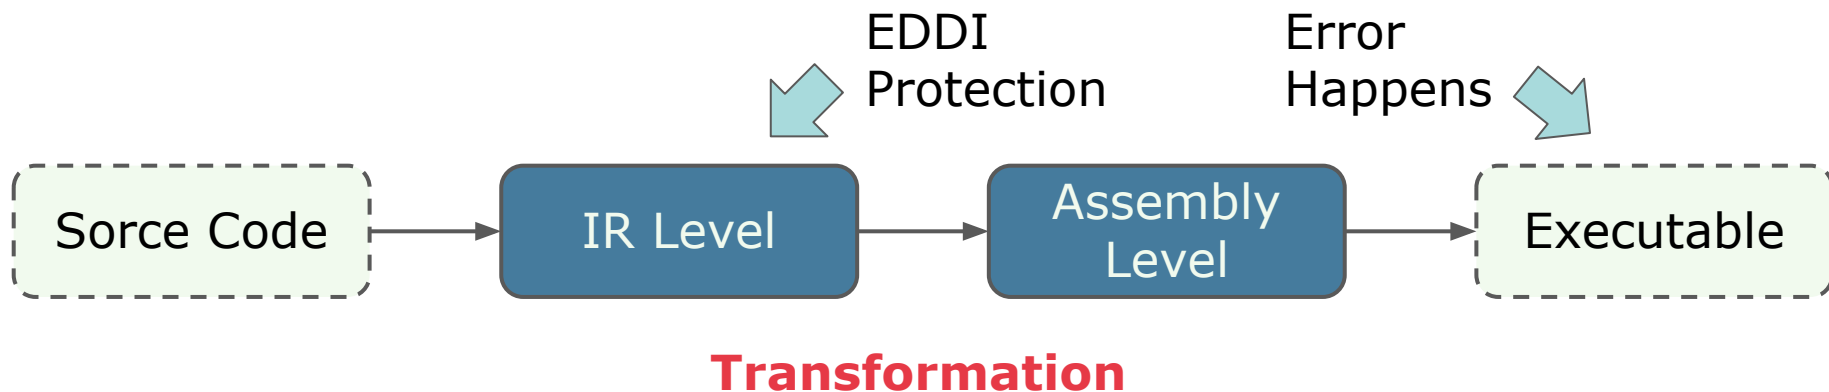 EDDI
Protection
Error
Happens
Sorce Code
IR Level
Assembly
Level
Executable
Transformation